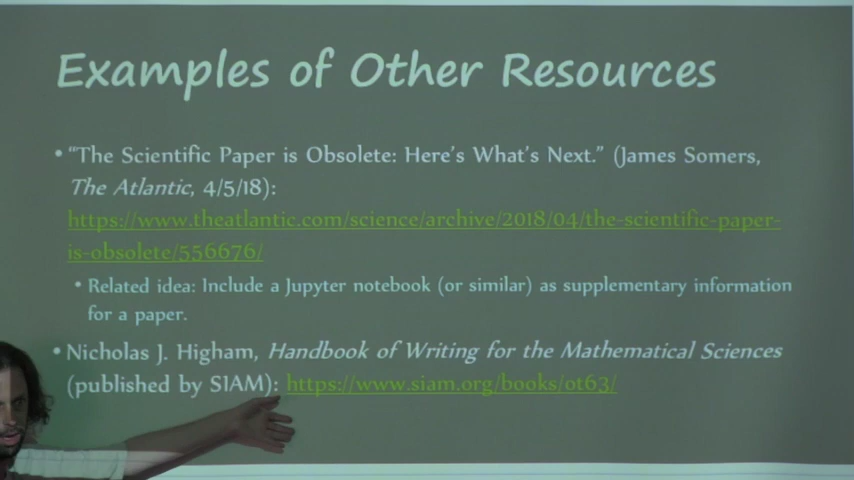 Examples of Other Resources
• “The Scientific Paper is Obsolete: Here’s What’s Next.” (James Somers,
The Atlantic, 4/5/18):
https://www.theatlantic.com/science/archive/2018/04/the-scientific-paper-
is-obsolete/556676/
• Related idea: Include a Jupyter notebook (or similar) as supplementary information
for a paper.
• Nicholas J. Higham, Handbook of Writing for the Mathematical Sciences
(published by SIAM): https://www.siam.org/books/ot63/